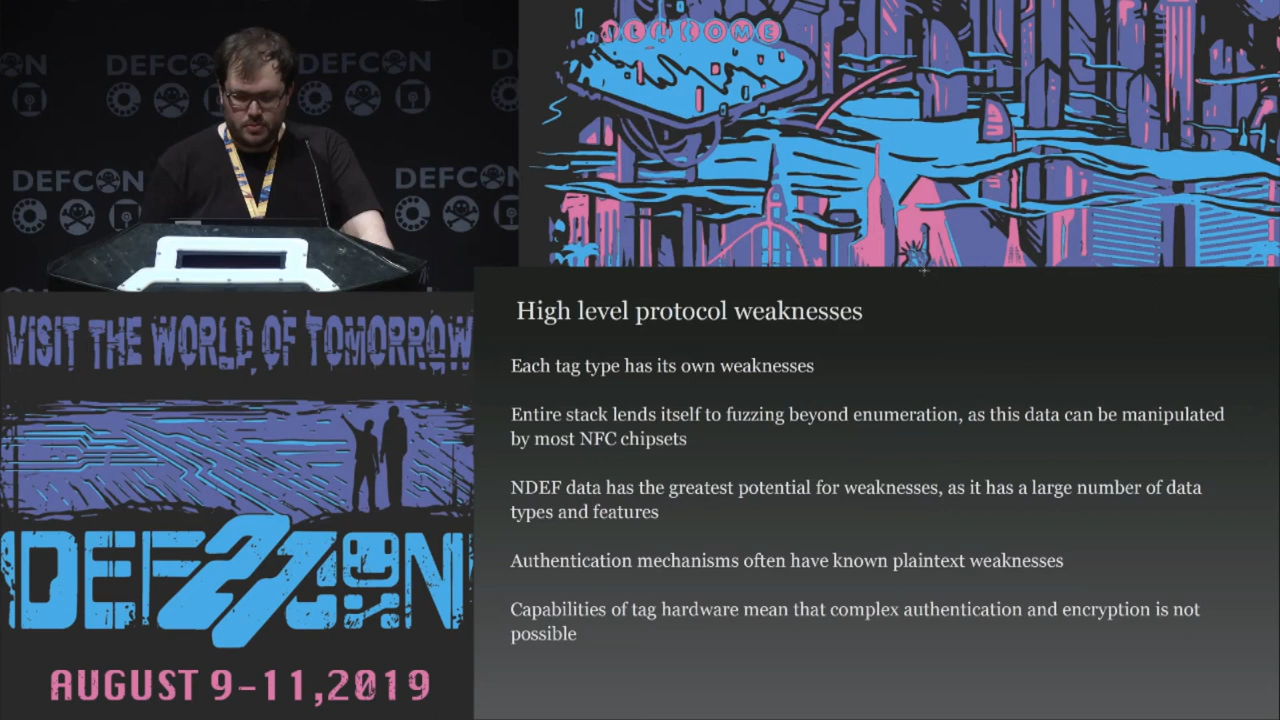 DEFCON
DEFCON
DEFCON
DEFCON
WELCOME
VISIT THE WORLD OF TOMORROW
DEF CON
27
AUGUST 9-11,2019
High level protocol weaknesses
Each tag type has its own weaknesses
Entire stack lends itself to fuzzing beyond enumeration, as this data can be manipulated
by most NFC chipsets
NDEF data has the greatest potential for weaknesses, as it has a large number of data
types and features
Authentication mechanisms often have known plaintext weaknesses
Capabilities of tag hardware mean that complex authentication and encryption is not
possible